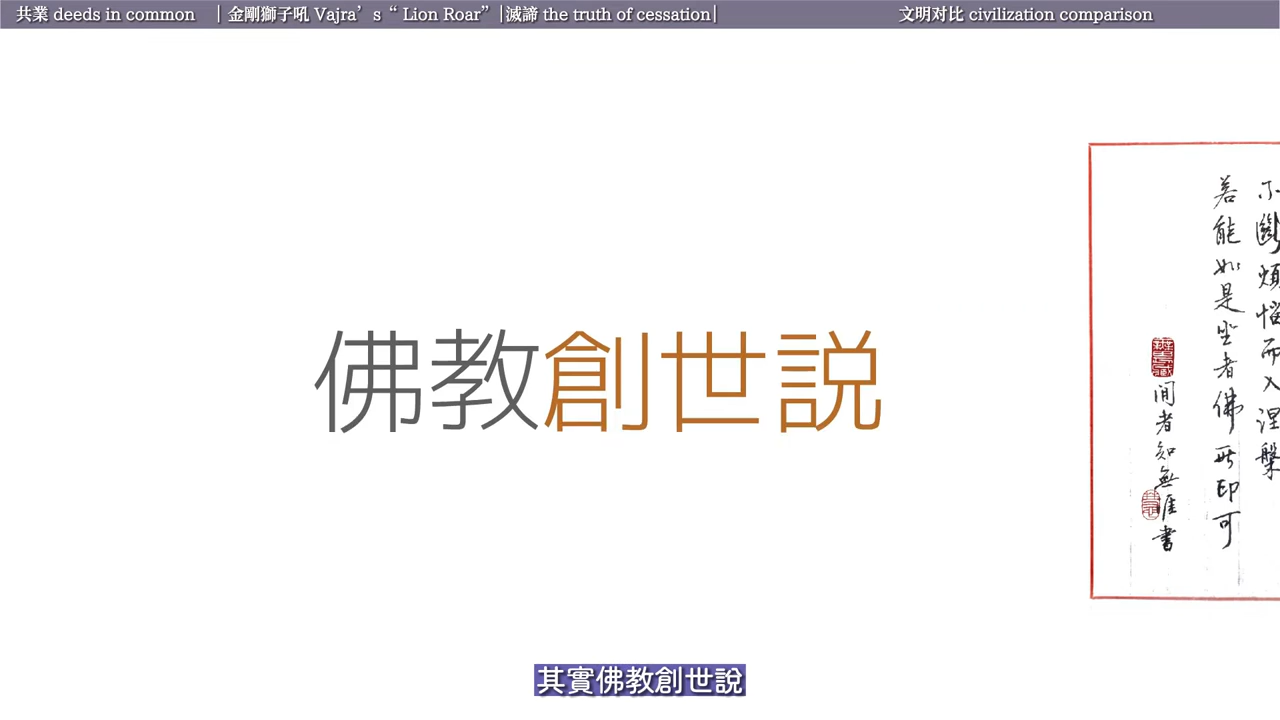 共業 deeds in common | 金剛獅子吼 Vajra’s “ Lion Roar” |滅諦 the truth of cessation| 文明对比 civilization comparison
佛教創世説
不斷煩惱而入涅槃
若能如是坐者佛所印可
閒者知無涯書
其實佛教創世說